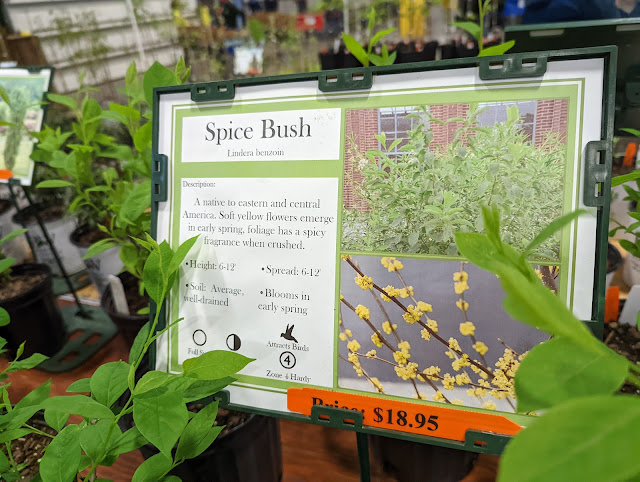 Spice Bush
Lindera benzoin
Description:
A native to eastern and central
America. Soft yellow flowers emerge
in early spring, foliage has a spicy
fragrance when crushed.
• Height: 6-12'
• Spread: 6-12'
• Soil: Average,
well-drained
• Blooms in
early spring
Full
Attracts Birds
4
Zone 4 Hardy
Price: $18.95